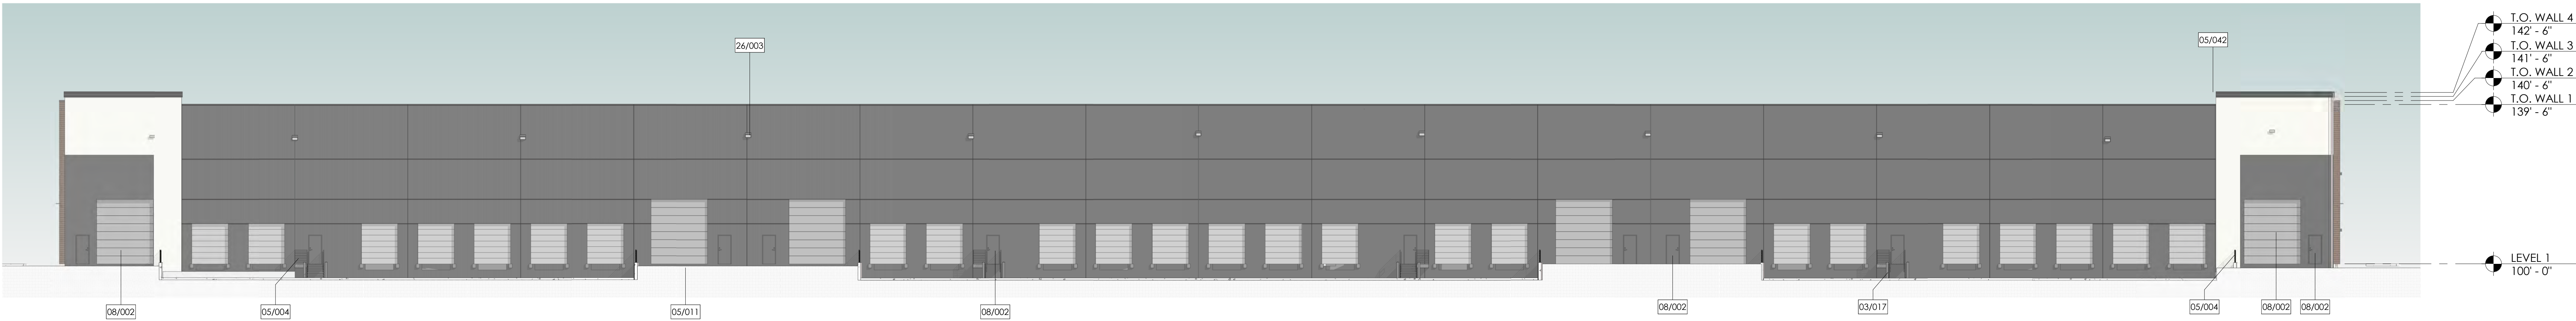 26/003
05/042
T.O. WALL 4
142' - 6"
T.O. WALL 3
141' - 6"
T.O. WALL 2
140' - 6"
T.O. WALL 1
139' - 6"
LEVEL 1
100' - 0"
08/002
05/004
05/011
08/002
08/002
03/017
05/004
08/002
08/002